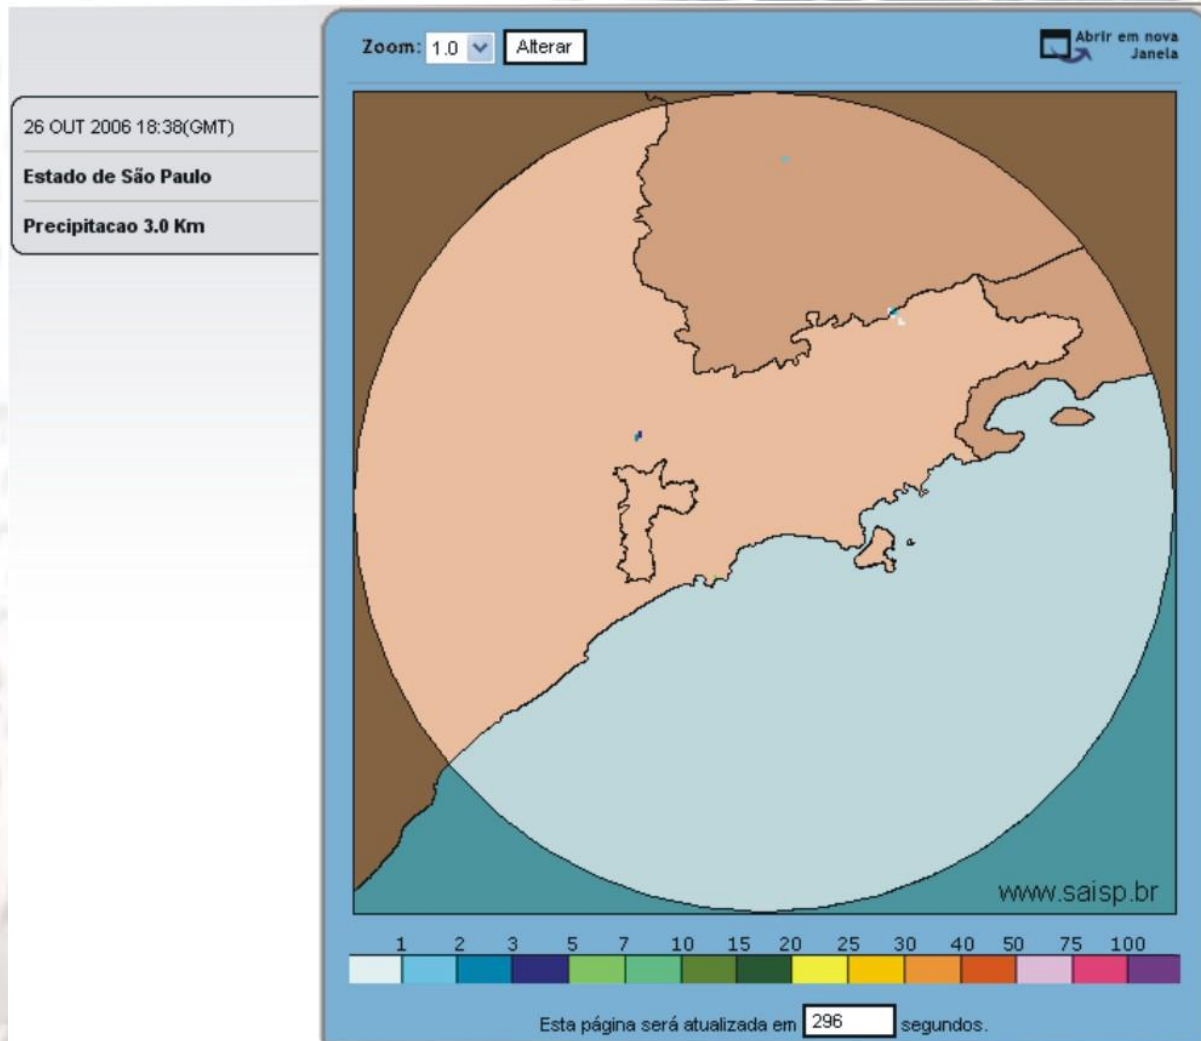 Zoom: 1.0 Alterar
Abrir em nova
Janela
26 OUT 2006 18:38(GMT)
Estado de São Paulo
Precipitacao 3.0 Km
www.saisp.br
1 2 3 5 7 10 15 20 25 30 40 50 75 100
Esta página será atualizada em 296 segundos.